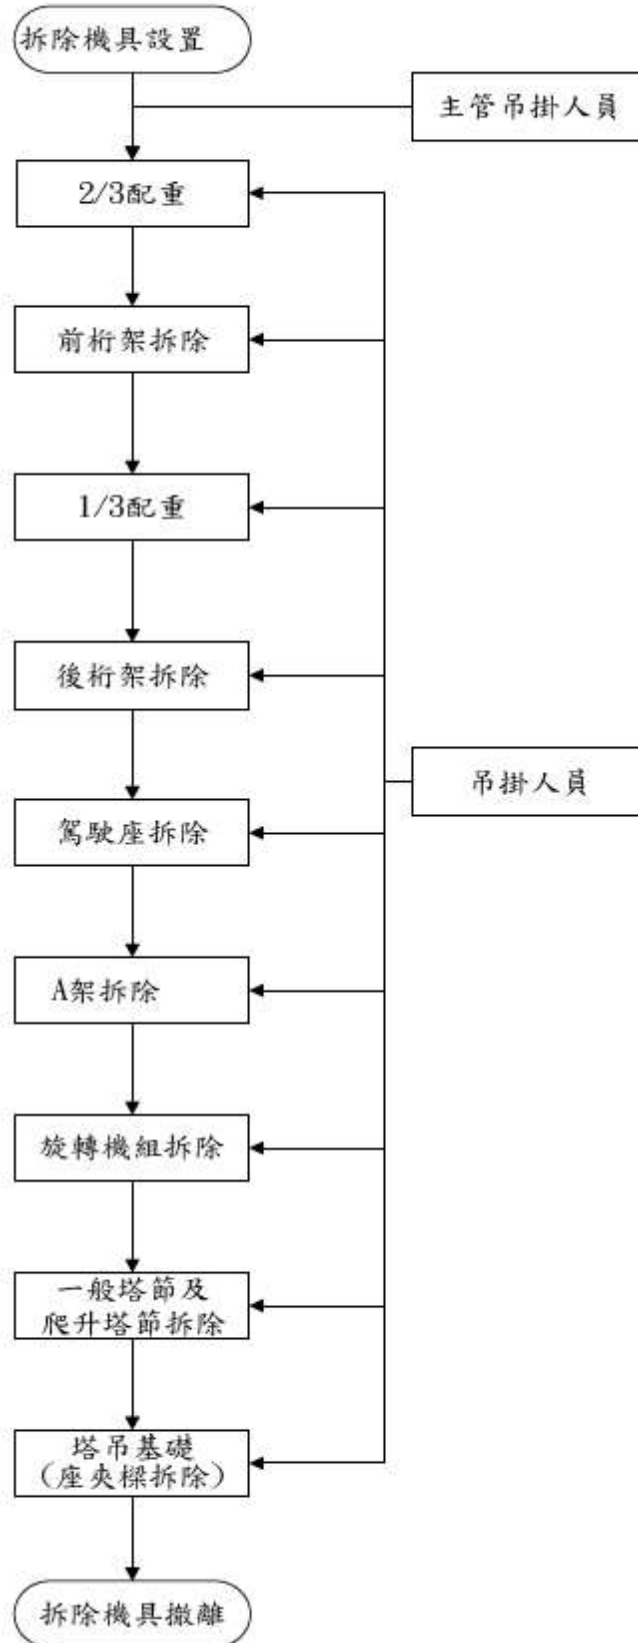 拆除機具設置
主管吊掛人員
2/3配重
前桁架拆除
1/3配重
後桁架拆除
吊掛人員
駕駛座拆除
A架拆除
旋轉機組拆除
一般塔節及
爬升塔節拆除
塔吊基礎
(座夾樑拆除)
拆除機具撤離